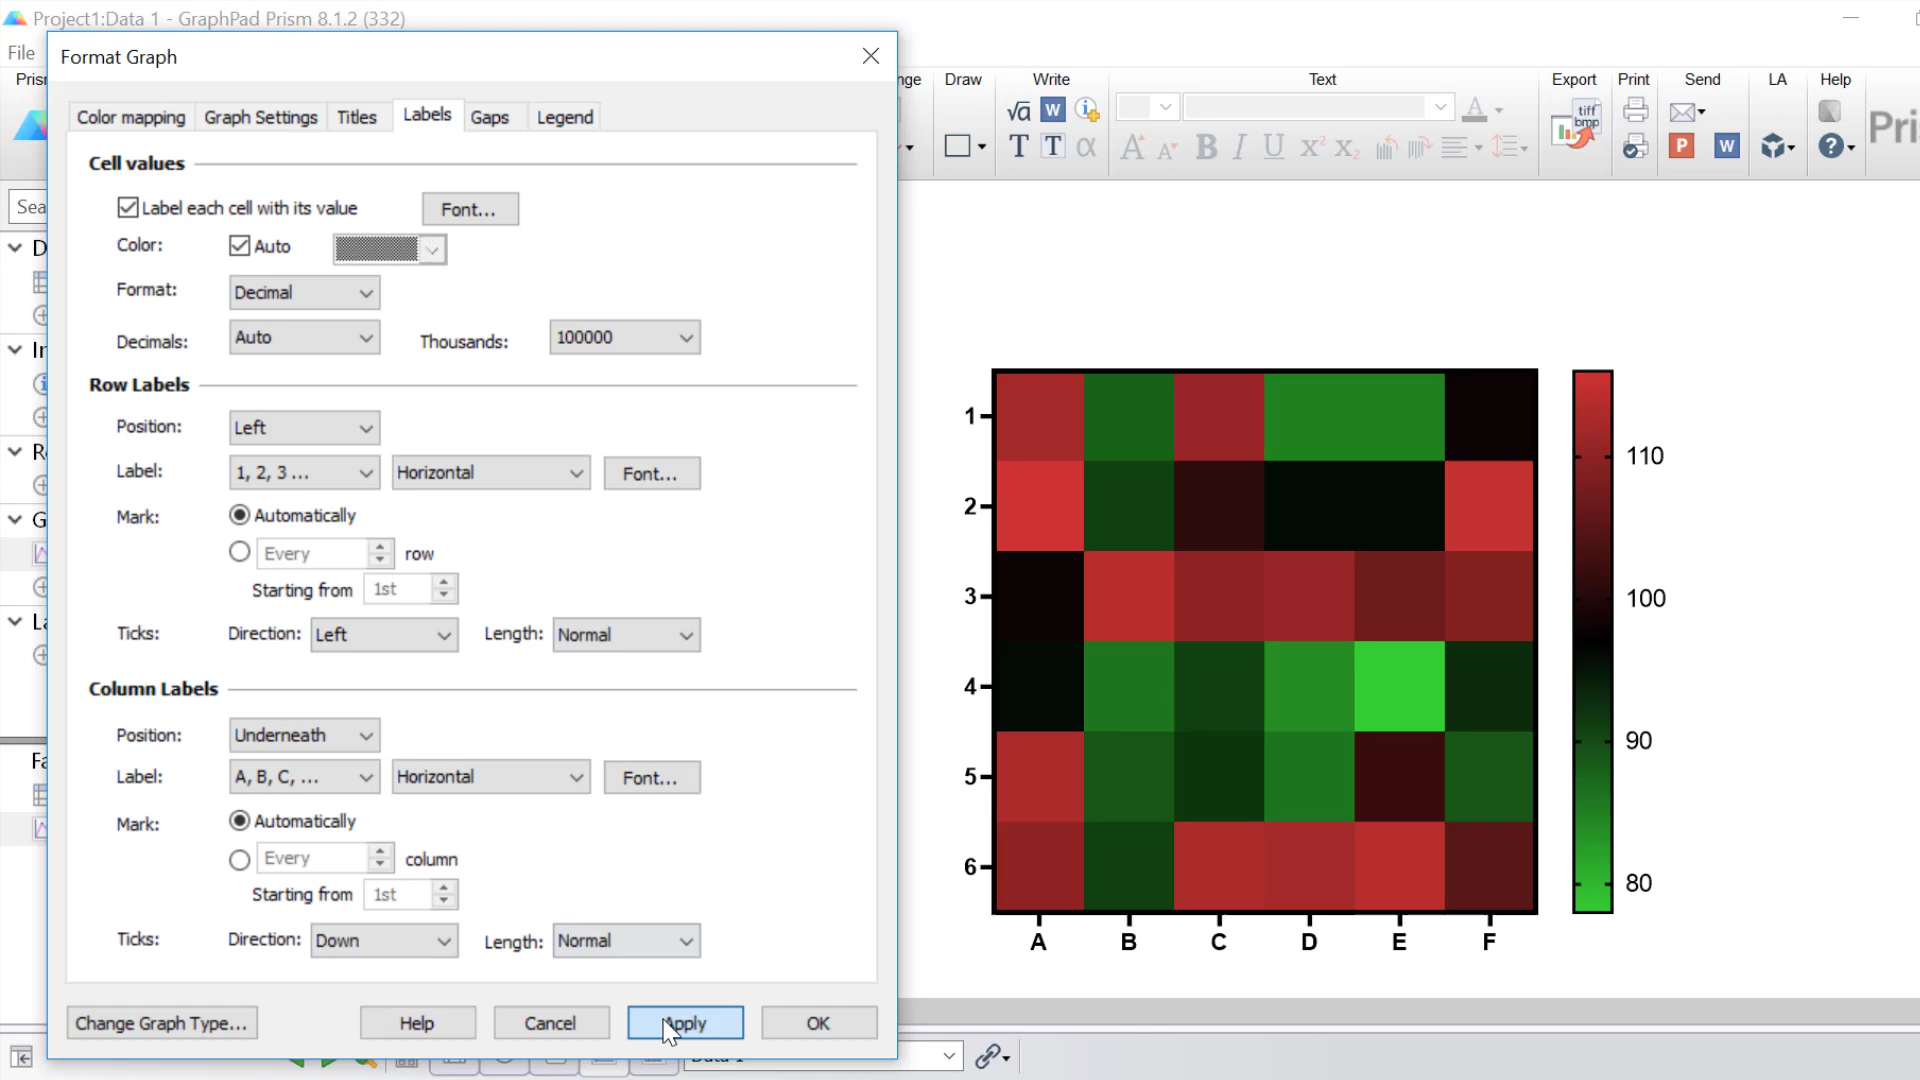 Project1:Data 1 - GraphPad Prism 8.1.2 (332)
File
Format Graph
Color mapping
Graph Settings
Titles
Labels
Gaps
Legend
Cell values
Label each cell with its value
Font...
Color:
Auto
Format:
Decimal
Decimals:
Auto
Thousands:
100000
Row Labels
Position:
Left
Label:
1, 2, 3 ...
Horizontal
Font...
Mark:
Automatically
Every
row
Starting from
1st
Ticks:
Direction:
Left
Length:
Normal
Column Labels
Position:
Underneath
Label:
A, B, C, ...
Horizontal
Font...
Mark:
Automatically
Every
column
Starting from
1st
Ticks:
Direction:
Down
Length:
Normal
Change Graph Type...
Help
Cancel
Apply
OK
Draw
Write
Text
Export
Print
Send
LA
Help
tiff
bmp
1
2
3
4
5
6
A
B
C
D
E
F
110
100
90
80